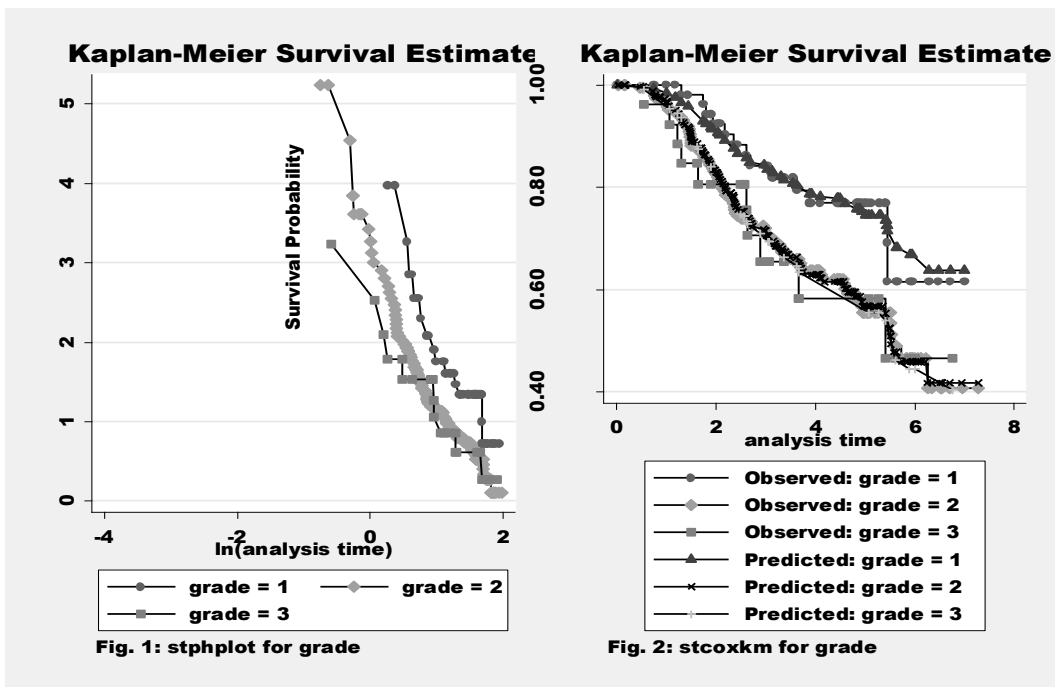 Kaplan-Meier Survival Estimate
5
4
3
2
1
0
Survival Probability
-4
-2
0
2
ln(analysis time)
grade = 1
grade = 2
grade = 3
Fig. 1: stphplot for grade
Kaplan-Meier Survival Estimate
1.00
0.80
0.60
0.40
0
2
4
6
8
analysis time
Observed: grade = 1
Observed: grade = 2
Observed: grade = 3
Predicted: grade = 1
Predicted: grade = 2
Predicted: grade = 3
Fig. 2: stcoxkm for grade